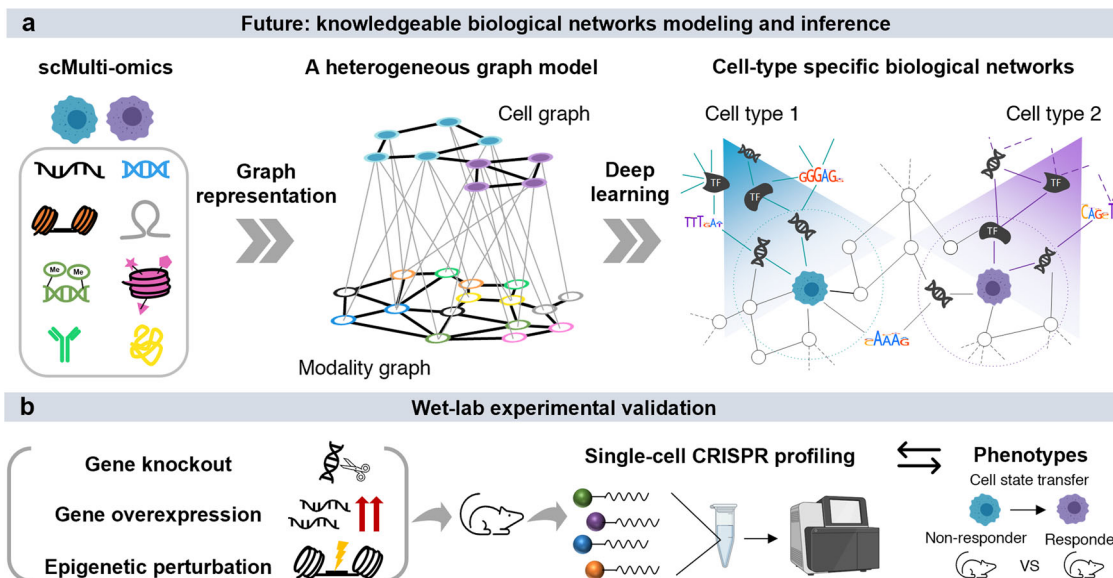 a
Future: knowledgeable biological networks modeling and inference
scMulti-omics
A heterogeneous graph model
Cell-type specific biological networks
Cell graph
Cell type 1
Cell type 2
Graph
representation
Deep
learning
Me
Me
Modality graph
TF
TF
TF
TF
GGGAG
TTT
CAG
AAAG
b
Wet-lab experimental validation
Gene knockout
Gene overexpression
Epigenetic perturbation
Single-cell CRISPR profiling
Phenotypes
Cell state transfer
Non-responder
Responde
VS